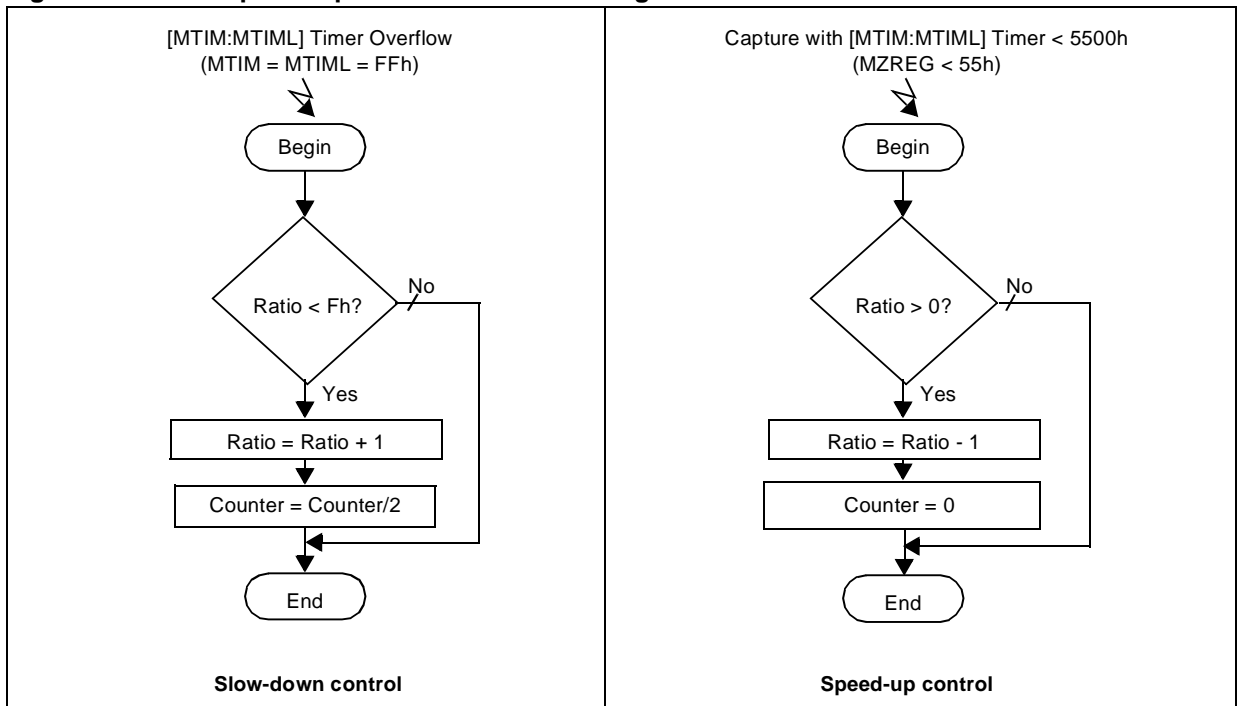 [MTIM:MTIML] Timer Overflow
(MTIM = MTIML = FFh)
Begin
Ratio < Fh?
No
Yes
Ratio = Ratio + 1
Counter = Counter/2
End
Slow-down control
Capture with [MTIM:MTIML] Timer < 5500h
(MZREG < 55h)
Begin
Ratio > 0?
No
Yes
Ratio = Ratio - 1
Counter = 0
End
Speed-up control